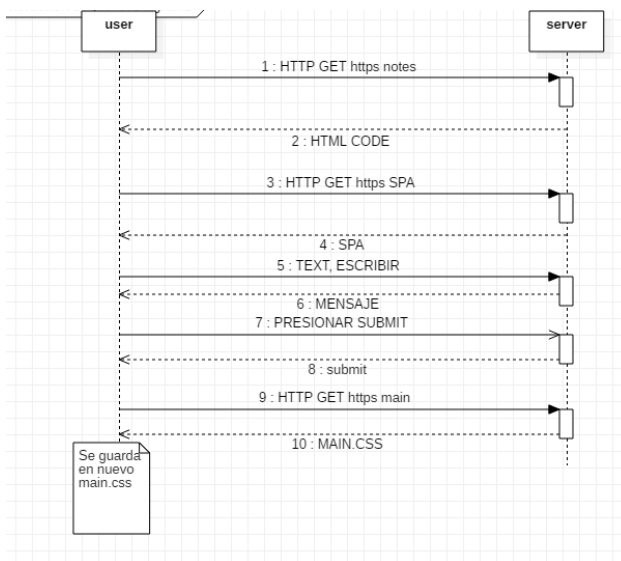 user
server
1 : HTTP GET https notes
2 : HTML CODE
3 : HTTP GET https SPA
4 : SPA
5 : TEXT, ESCRIBIR
6 : MENSAJE
7 : PRESIONAR SUBMIT
8 : submit
9 : HTTP GET https main
10 : MAIN.CSS
Se guarda
en nuevo
main.css